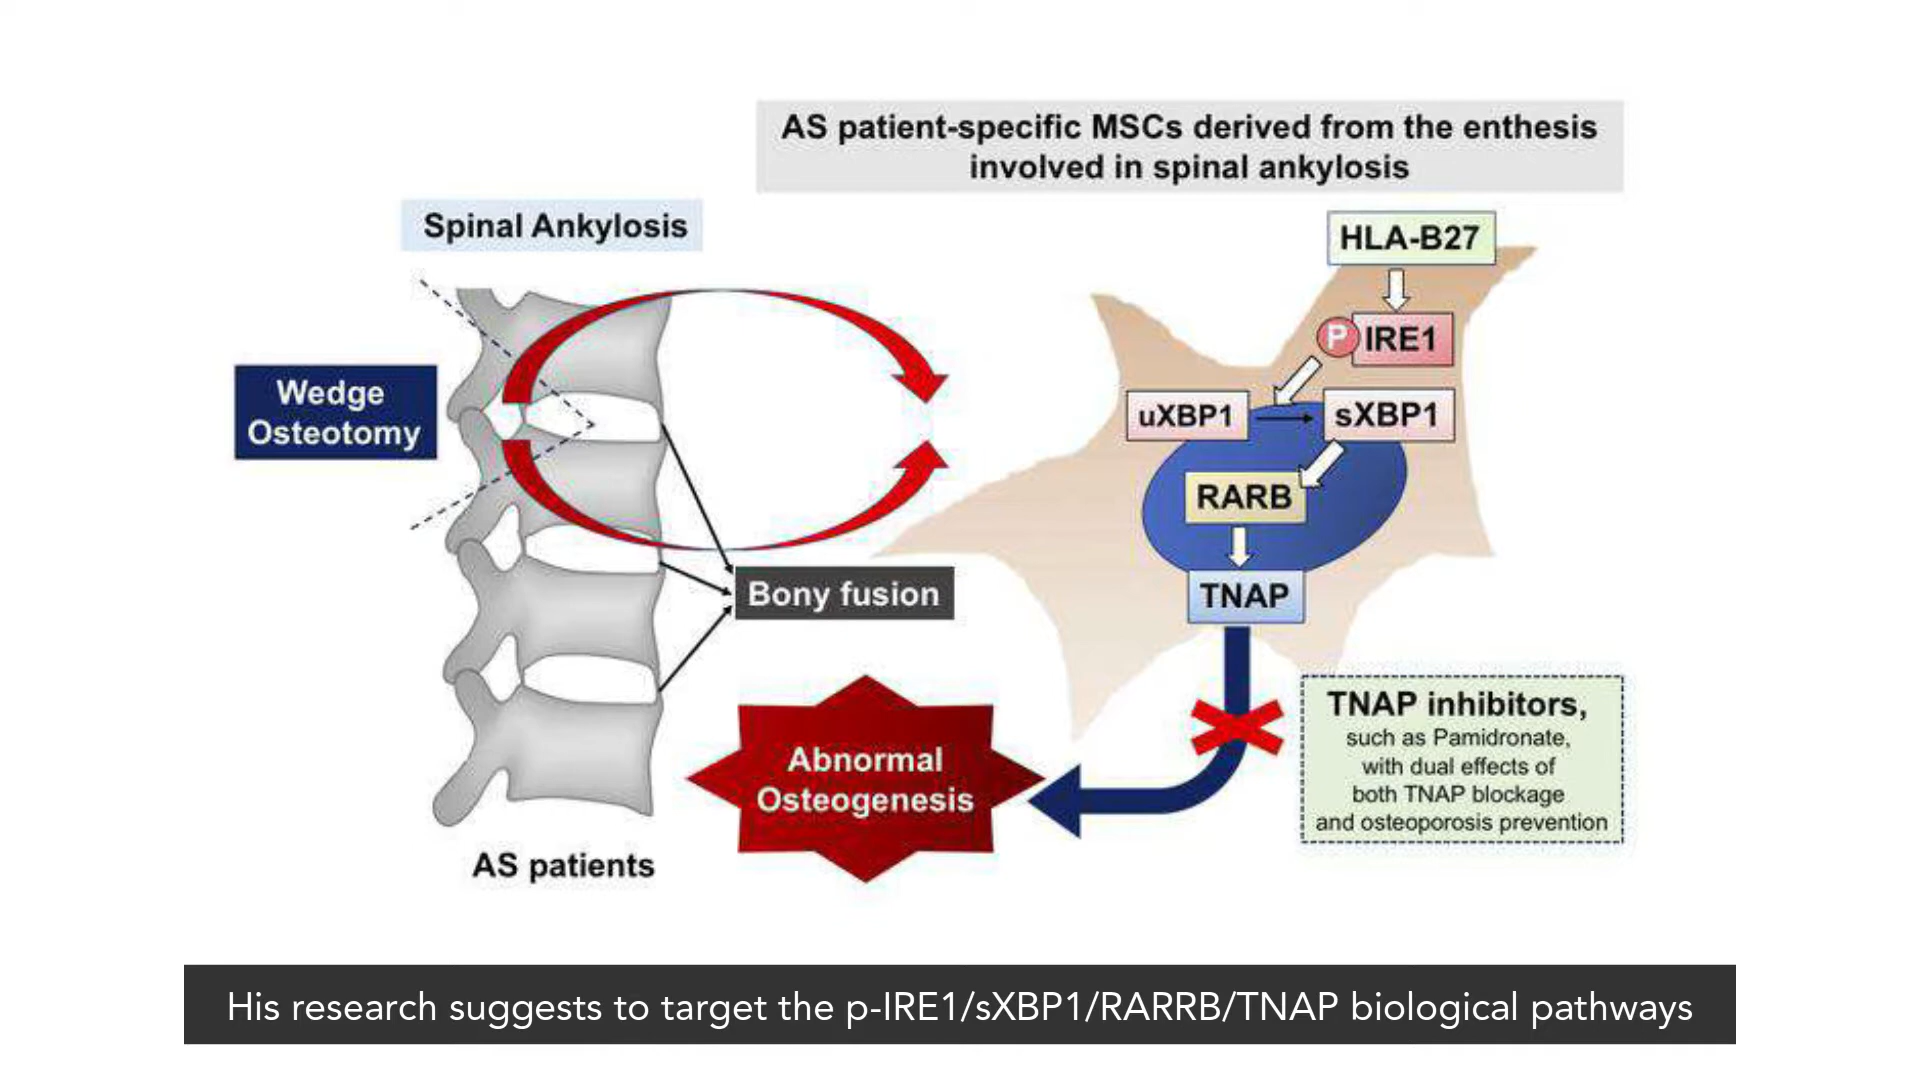 AS patient-specific MSCs derived from the enthesis
involved in spinal ankylosis
Spinal Ankylosis
HLA-B27
P
IRE1
Wedge
Osteotomy
uXBP1
sXBP1
RARB
Bony fusion
TNAP
TNAP inhibitors,
such as Pamidronate,
with dual effects of
both TNAP blockage
and osteoporosis prevention
Abnormal
Osteogenesis
AS patients
His research suggests to target the p-IRE1/sXBP1/RARRB/TNAP biological pathways